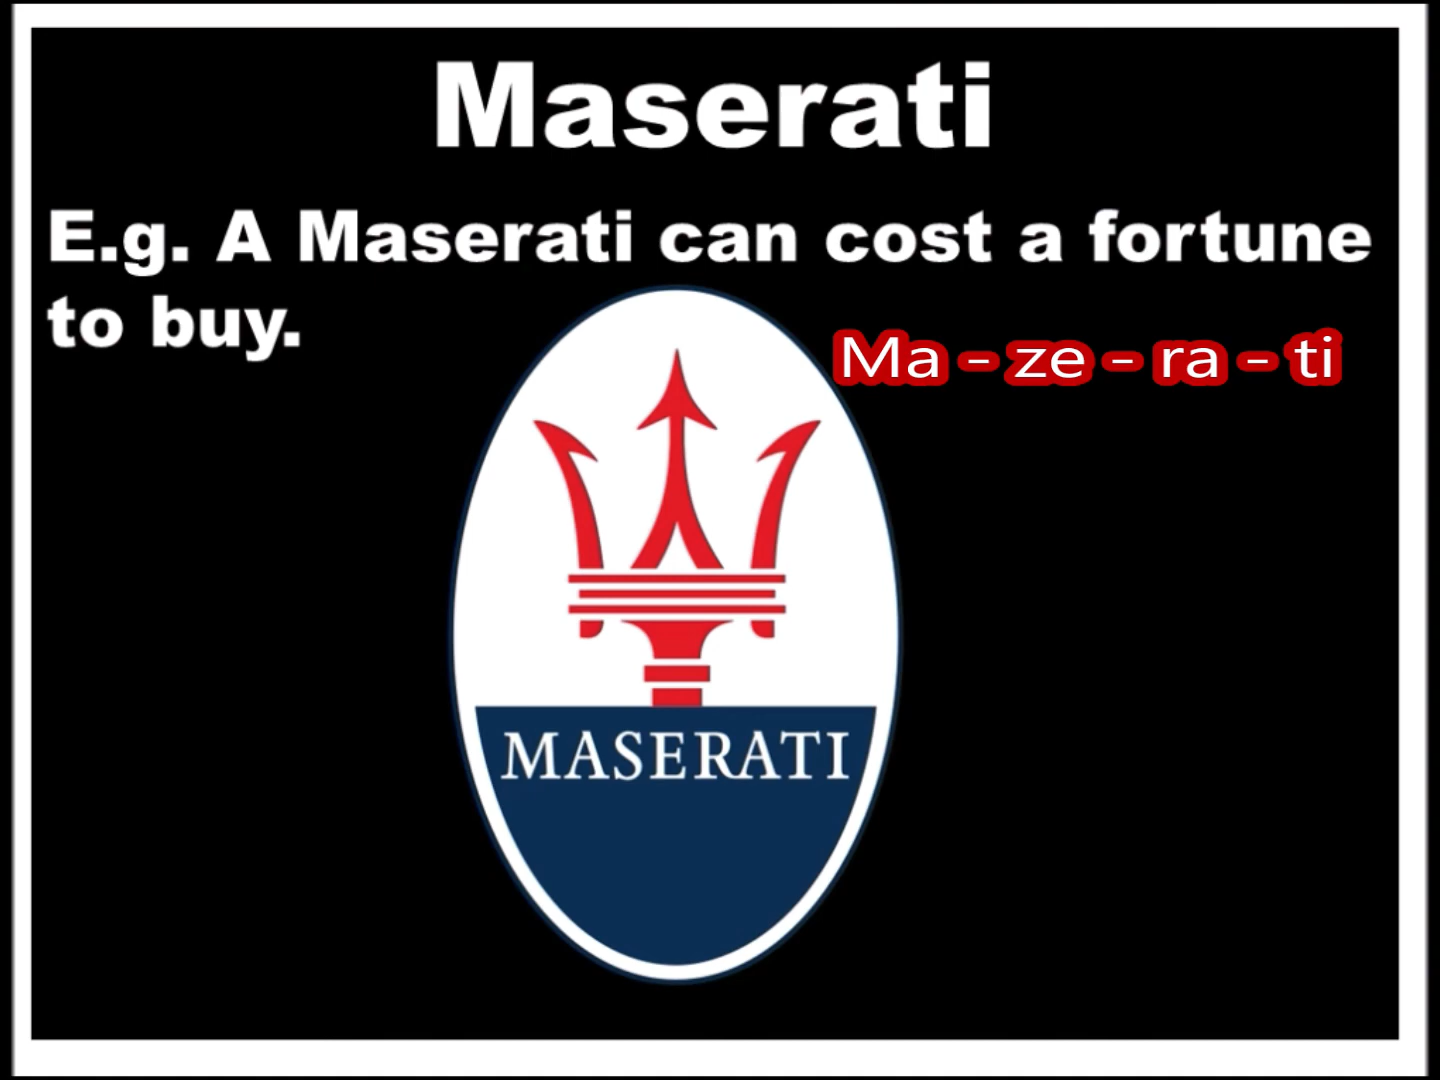 Maserati
E.g. A Maserati can cost a fortune
to buy.
Ma - ze - ra - ti
MASERATI